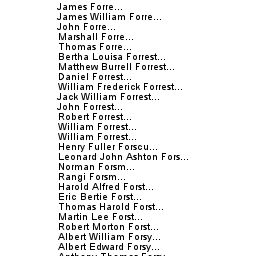 James Forre...
James William Forre...
John Forre...
Marshall Forre...
Thomas Forre...
Bertha Louisa Forrest...
Matthew Burrell Forrest...
Daniel Forrest...
William Frederick Forrest...
Jack William Forrest...
John Forrest...
Robert Forrest...
William Forrest...
William Forrest...
Henry Fuller Forscu...
Leonard John Ashton Fors...
Norman Forsm...
Rangi Forsm...
Harold Alfred Forst...
Eric Bertie Forst...
Thomas Harold Forst...
Martin Lee Forst...
Robert Morton Forst...
Albert William Forsy...
Albert Edward Forsy...
Anthony Thomas Forsy...